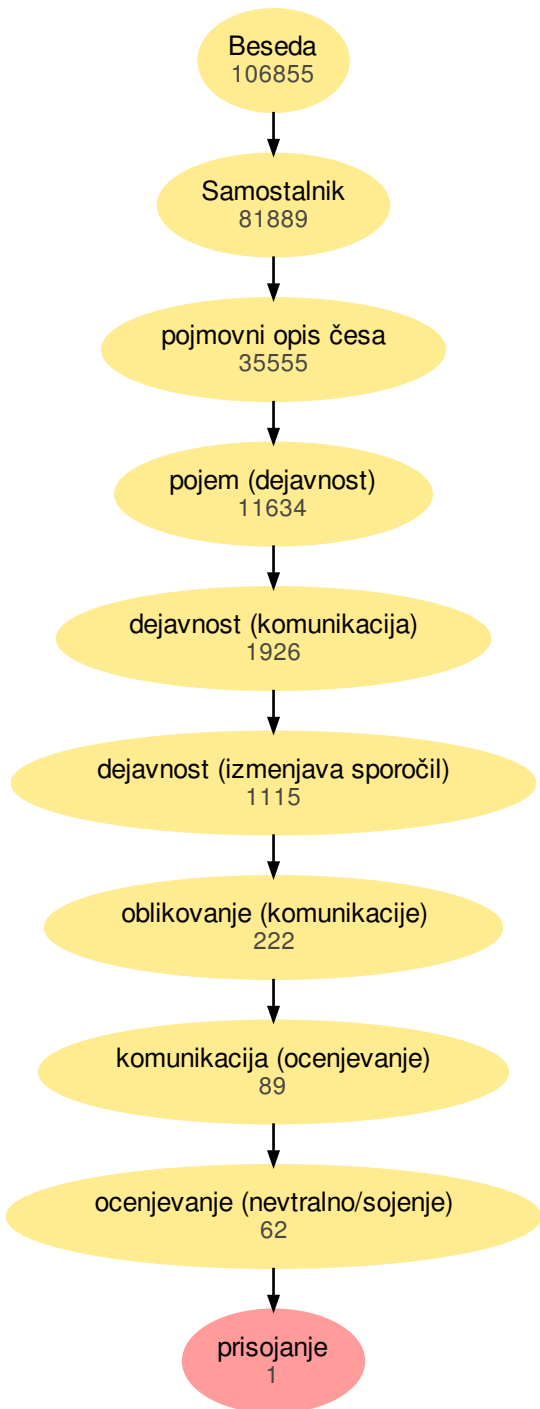 Beseda
106855
Samostalnik
81889
pojmovni opis česa
35555
pojem (dejavnost)
11634
dejavnost (komunikacija)
1926
dejavnost (izmenjava sporočil)
1115
oblikovanje (komunikacije)
222
komunikacija (ocenjevanje)
89
ocenjevanje (nevtralno/sojenje)
62
prisojanje
1